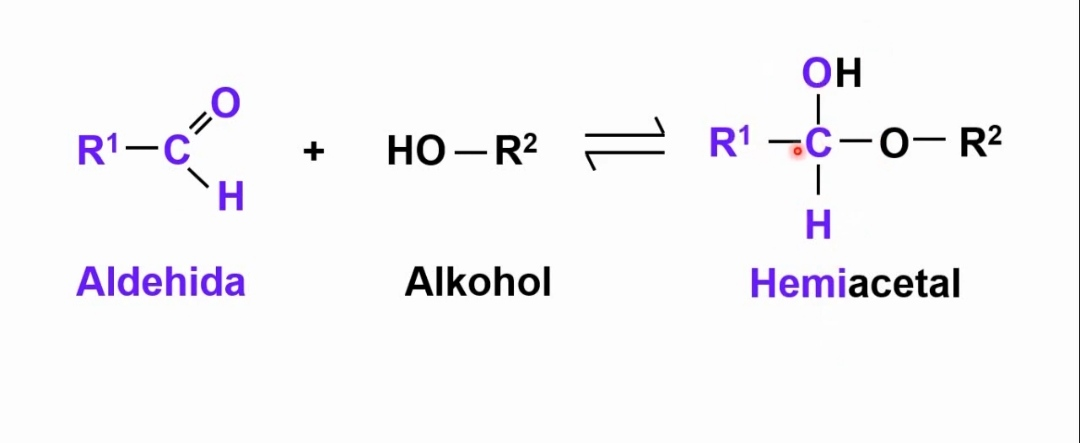 OH
O
R¹ — C + HO — R² ⇌ R¹ — C — O — R²
H
H
Aldehida Alkohol Hemiacetal